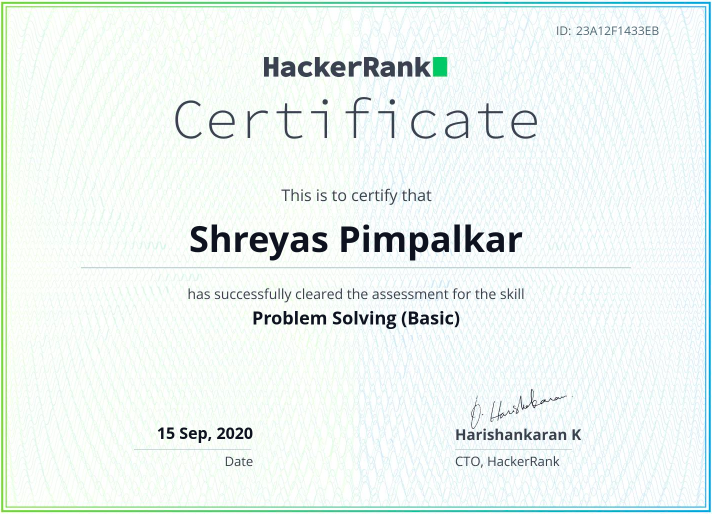 ID: 23A12F1433EB
HackerRank
Certificate
This is to certify that
Shreyas Pimpalkar
has successfully cleared the assessment for the skill
Problem Solving (Basic)
15 Sep, 2020
Date
Harishankaran K
CTO, HackerRank